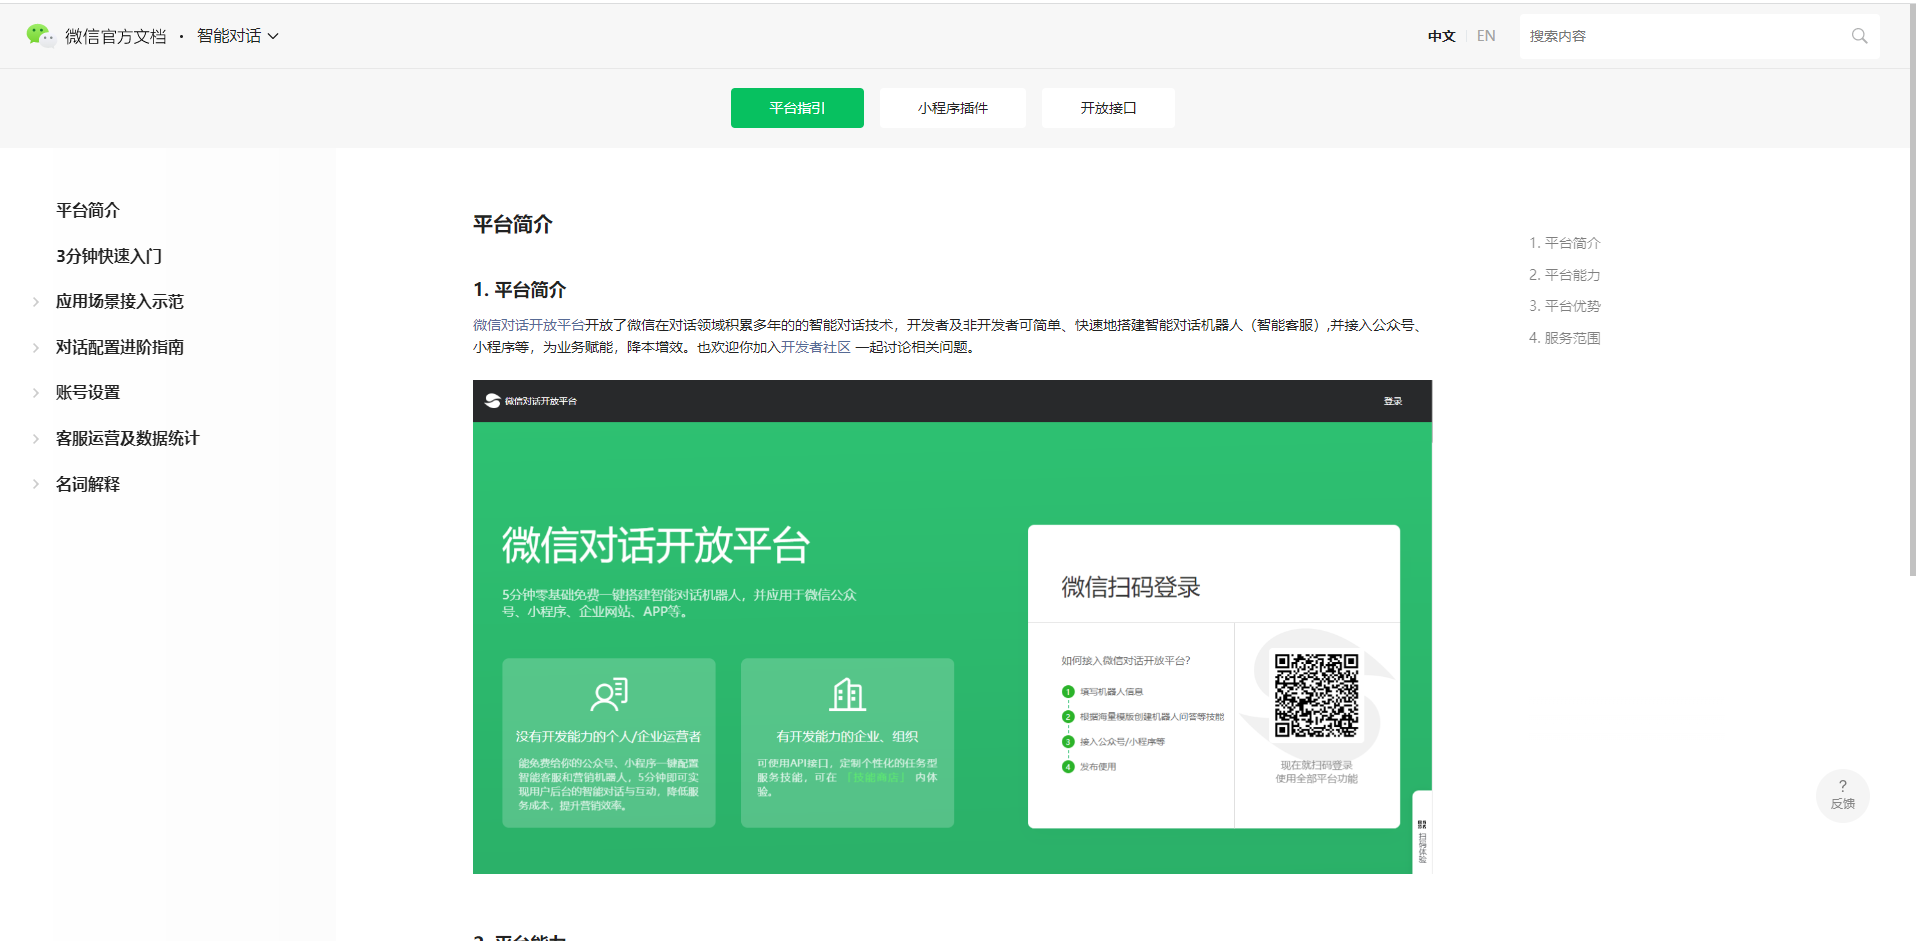 微信官方文档 · 智能对话
中文 EN
搜索内容
平台指引 小程序插件 开放接口
平台简介
3分钟快速入门
应用场景接入示范
对话配置进阶指南
账号设置
客服运营及数据统计
名词解释
平台简介
1. 平台简介
微信对话开放平台开放了微信在对话领域积累多年的的智能对话技术，开发者及非开发者可简单、快速地搭建智能对话机器人（智能客服）,并接入公众号、
小程序等，为业务赋能，降本增效。也欢迎你加入开发者社区 一起讨论相关问题。
微信对话开放平台
登录
微信对话开放平台
5分钟零基础免费一键搭建智能对话机器人，并应用于微信公众
号、小程序、企业网站、APP等。
没有开发能力的个人/企业运营者
能免费给你的公众号、小程序一键配置
智能客服和营销机器人，5分钟即可实
现用户后台的智能对话与互动，降低服
务成本，提升营销效率。
有开发能力的企业、组织
可使用API接口，定制个性化的任务型
服务技能，可在 「技能商店」 内体
验。
微信扫码登录
如何接入微信对话开放平台?
1 填写机器人信息
2 根据海量模版创建机器人问答等技能
3 接入公众号/小程序等
4 发布使用
现在就扫码登录
使用全部平台功能
扫码体验
2. 平台能力
1. 平台简介
2. 平台能力
3. 平台优势
4. 服务范围
?
反馈